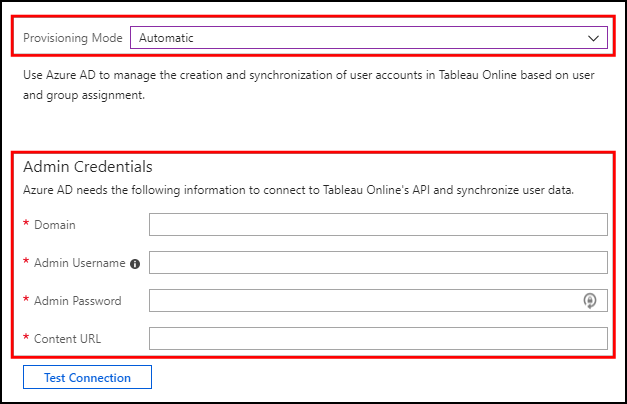 Provisioning Mode Automatic
Use Azure AD to manage the creation and synchronization of user accounts in Tableau Online based on user
and group assignment.
Admin Credentials
Azure AD needs the following information to connect to Tableau Online's API and synchronize user data.
* Domain
* Admin Username
* Admin Password
* Content URL
Test Connection